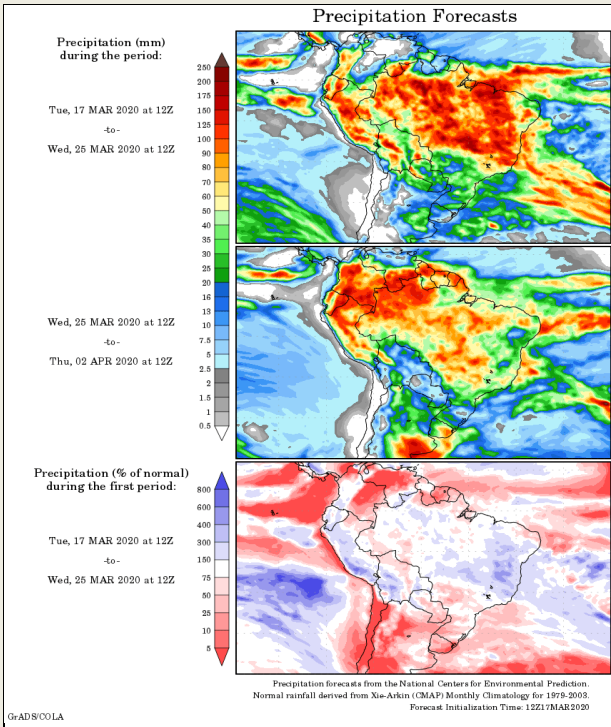 Precipitation Forecasts
Precipitation (mm)
during the period:
Tue, 17 MAR 2020 at 12Z
-to-
Wed, 25 MAR 2020 at 12Z
250
200
175
150
125
100
90
80
70
60
50
40
35
30
25
20
16
13
10
7.5
5
2.5
2
1.5
1
0.5
Wed, 25 MAR 2020 at 12Z
-to-
Thu, 02 APR 2020 at 12Z
Precipitation (% of normal)
during the first period:
Tue, 17 MAR 2020 at 12Z
-to-
Wed, 25 MAR 2020 at 12Z
800
600
400
300
150
75
50
25
10
5
Precipitation forecasts from the National Centers for Environmental Prediction.
Normal rainfall derived from Xie-Arkin (CMAP) Monthly Climatology for 1979-2003.
Forecast Initialization Time: 12Z17MAR2020
GrADS/COLA